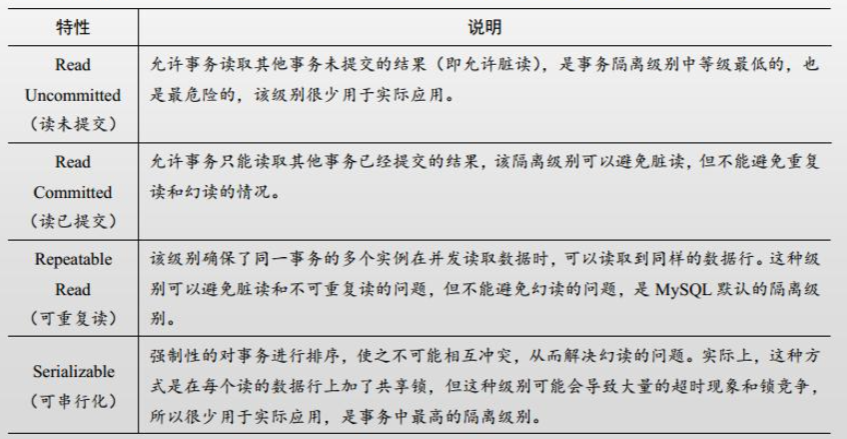 特性 说明
Read
Uncommitted
（读未提交）
允许事务读取其他事务未提交的结果（即允许脏读），是事务隔离级别中等级最低的，也
是最危险的，该级别很少用于实际应用。
Read
Committed
（读已提交）
允许事务只能读取其他事务已经提交的结果，该隔离级别可以避免脏读，但不能避免重复
读和幻读的情况。
Repeatable
Read
（可重复读）
该级别确保了同一事务的多个实例在并发读取数据时，可以读取到同样的数据行。这种级
别可以避免脏读和不可重复读的问题，但不能避免幻读的问题，是 MySQL 默认的隔离级
别。
Serializable
（可串行化）
强制性的对事务进行排序，使之不可能相互冲突，从而解决幻读的问题。实际上，这种方
式是在每个读的数据行上加了共享锁，但这种级别可能会导致大量的超时现象和锁竞争，
所以很少用于实际应用，是事务中最高的隔离级别。